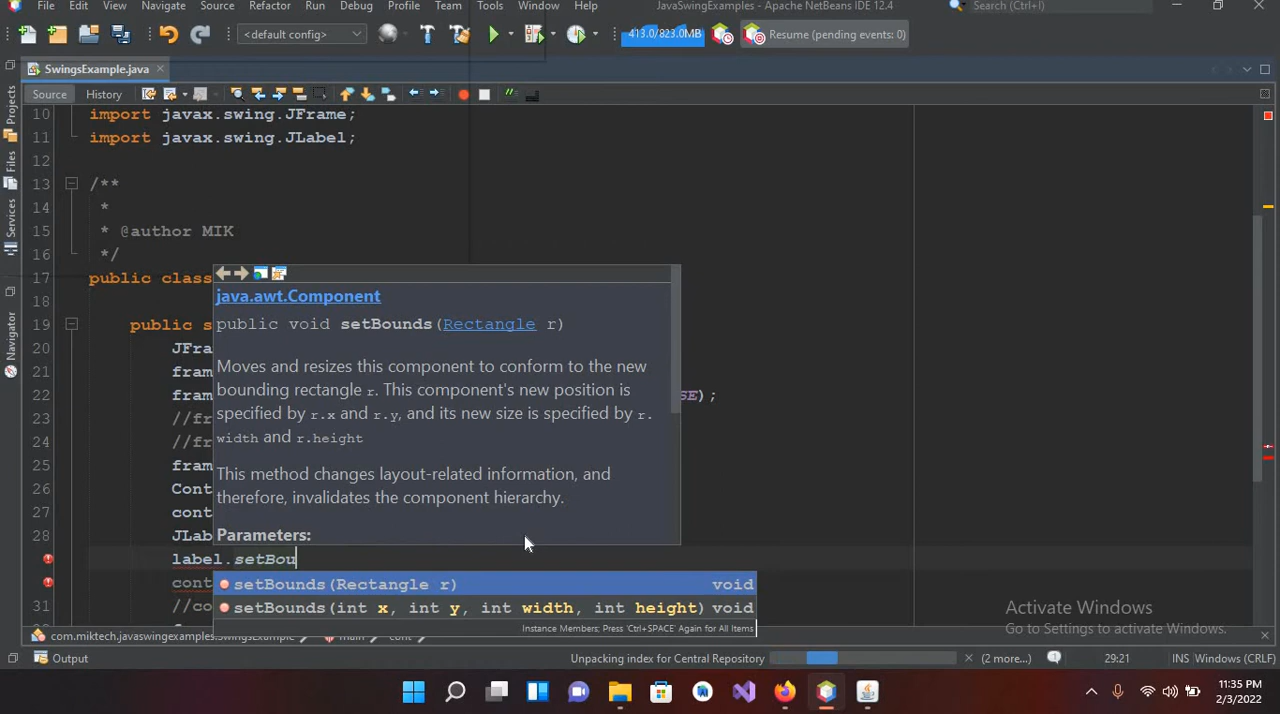 File Edit View Navigate Source Refactor Run Debug Profile Team Tools Window Help JavaSwingExamples - Apache NetBeans IDE 12.4 Search (Ctrl+I)
<default config> 413.0/823.0MB Resume (pending events: 0)
SwingsExample.java
Source History
Projects
Files
Services
Navigator
10 import javax.swing.JFrame;
11 import javax.swing.JLabel;
12
13 /**
14 *
15 * @author MIK
16 */
17 public class
18
19 public s
20 JFra
21 fram
22 fram SE);
23 //fr
24 //fr
25 fram
26 Cont
27 cont
28 JLab
label.setBou
cont
31 //co
java.awt.Component
public void setBounds(Rectangle r)
Moves and resizes this component to conform to the new
bounding rectangle r. This component's new position is
specified by r.x and r.y, and its new size is specified by r.
width and r.height
This method changes layout-related information, and
therefore, invalidates the component hierarchy.
Parameters:
setBounds(Rectangle r) void
setBounds(int x, int y, int width, int height) void
Instance Members; Press 'Ctrl+SPACE' Again for All Items
Activate Windows
Go to Settings to activate Windows.
com.miktech.javaswingexamples.SwingsExample main cont
Output Unpacking index for Central Repository (2 more...) 29:21 INS Windows (CRLF)
11:35 PM
2/3/2022